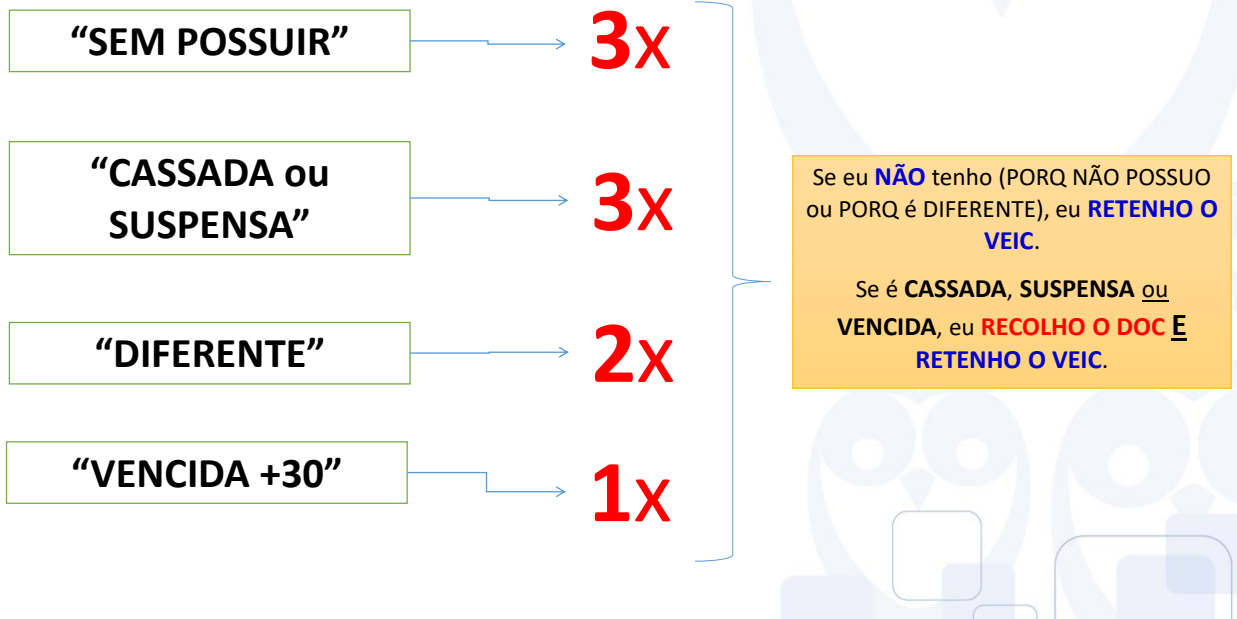 “SEM POSSUIR”
3x
“CASSADA ou
SUSPENSA”
3x
“DIFERENTE”
2x
“VENCIDA +30”
1x
Se eu NÃO tenho (PORQ NÃO POSSUO
ou PORQ é DIFERENTE), eu RETENHO O
VEIC.
Se é CASSADA, SUSPENSA ou
VENCIDA, eu RECOLHO O DOC E
RETENHO O VEIC.